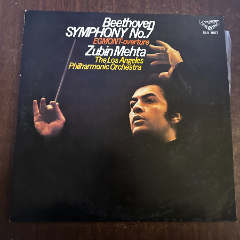 Beethoven
SYMPHONY No.7
EGMONT-overture
Zubin Mehta
The Los Angeles
Philharmonic Orchestra